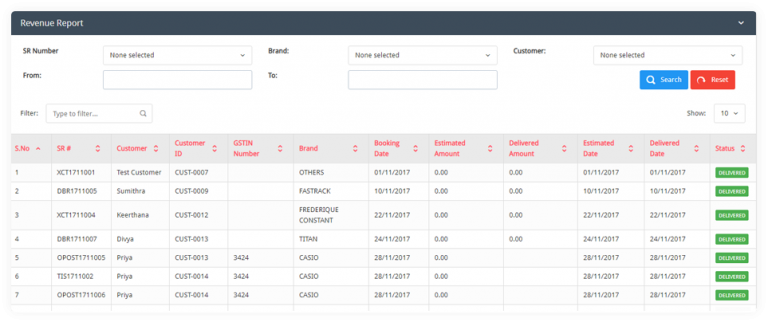 Revenue Report
SR Number None selected Brand: None selected Customer: None selected
From: To: Search Reset
Filter: Type to filter... Show: 10
S.No SR # Customer Customer ID GSTIN Number Brand Booking Date Estimated Amount Delivered Amount Estimated Date Delivered Date Status
1 XCT1711001 Test Customer CUST-0007 OTHERS 01/11/2017 0.00 0.00 01/11/2017 01/11/2017 DELIVERED
2 DBR1711005 Sumithra CUST-0009 FASTRACK 10/11/2017 0.00 0.00 10/11/2017 10/11/2017 DELIVERED
3 XCT1711004 Keerthana CUST-0012 FREDERIQUE CONSTANT 22/11/2017 0.00 0.00 22/11/2017 22/11/2017 DELIVERED
4 DBR1711007 Divya CUST-0013 TITAN 24/11/2017 0.00 0.00 24/11/2017 24/11/2017 DELIVERED
5 OPOST1711005 Priya CUST-0013 3424 CASIO 28/11/2017 0.00 28/11/2017 28/11/2017 DELIVERED
6 TIS1711002 Priya CUST-0014 3424 CASIO 28/11/2017 0.00 28/11/2017 28/11/2017 DELIVERED
7 OPOST1711006 Priya CUST-0014 3424 CASIO 28/11/2017 0.00 28/11/2017 28/11/2017 DELIVERED